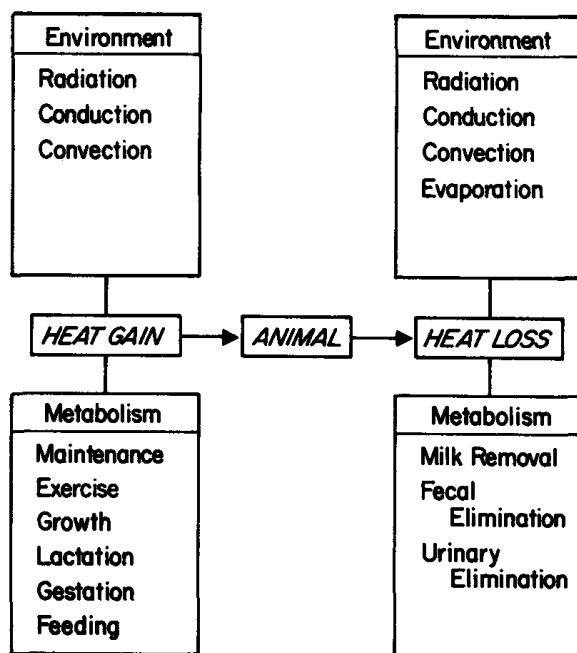 Environment
Radiation
Conduction
Convection
Environment
Radiation
Conduction
Convection
Evaporation
HEAT GAIN
ANIMAL
HEAT LOSS
Metabolism
Maintenance
Exercise
Growth
Lactation
Gestation
Feeding
Metabolism
Milk Removal
Fecal
Elimination
Urinary
Elimination